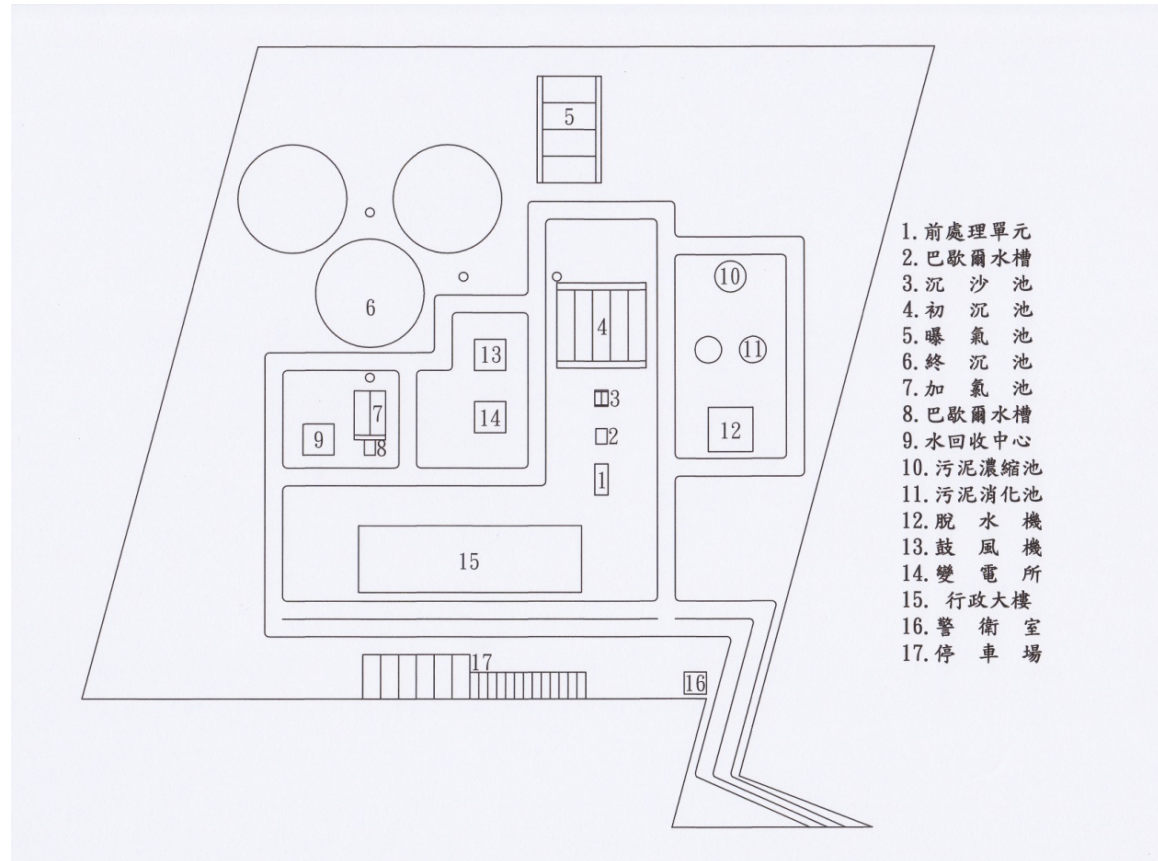 5
10
6
4
13
11
3
7
14
12
9
8
2
1
15
17
16
1.前處理單元
2.巴歇爾水槽
3.沉 沙 池
4.初 沉 池
5.曝 氣 池
6.終 沉 池
7.加 氯 池
8.巴歇爾水槽
9.水回收中心
10.污泥濃縮池
11.污泥消化池
12.脫 水 機
13.鼓 風 機
14.變 電 所
15. 行政大樓
16.警 衛 室
17.停 車 場